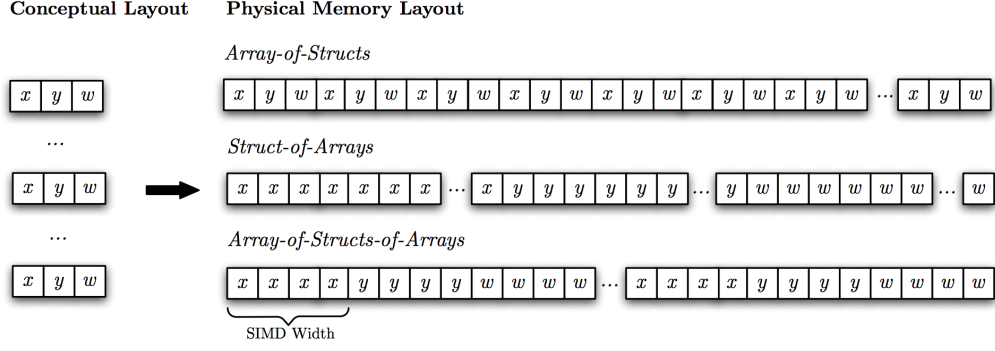 Conceptual Layout Physical Memory Layout
Array-of-Structs
x y w x y w x y w x y w x y w x y w x y w x y w ... x y w
...
Struct-of-Arrays
x y w x x x x x x x ... x y y y y y y ... y w w w w w w ... w
...
Array-of-Structs-of-Arrays
x y w x x x x y y y y w w w w ... x x x x y y y y w w w w
SIMD Width